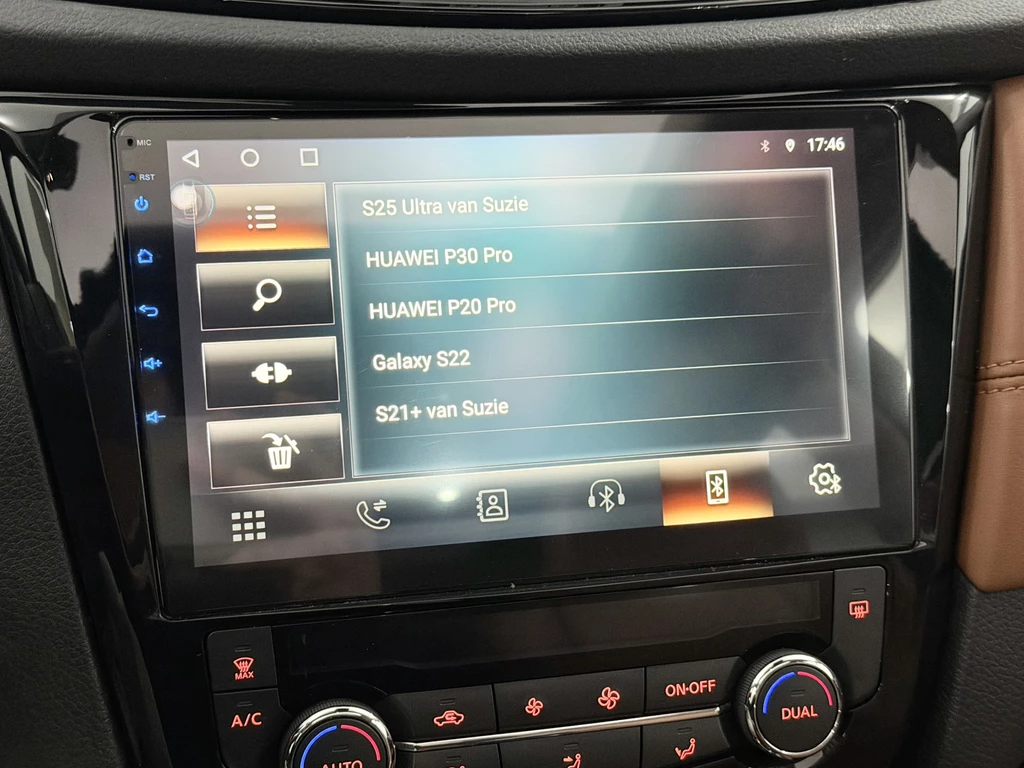 MIC
17:46
RST
S25 Ultra van Suzie
HUAWEI P30 Pro
HUAWEI P20 Pro
Galaxy S22
S21+ van Suzie
MAX
A/C
ON·OFF
AUTO
DUAL